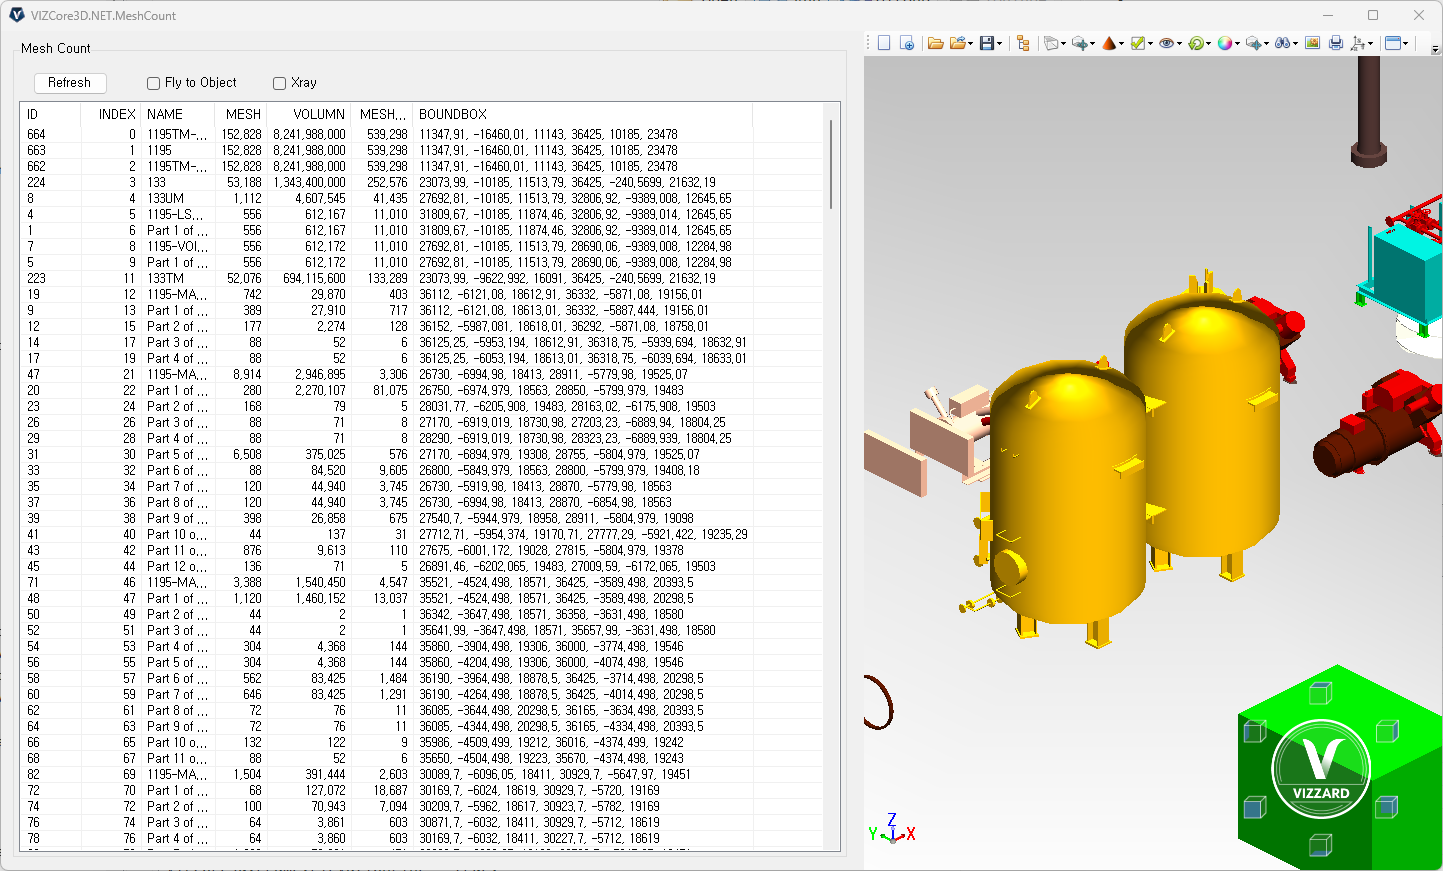 VIZCore3D.NET.MeshCount
Mesh Count
Refresh
Fly to Object
Xray
ID INDEX NAME MESH VOLUMN MESH... BOUNDBOX
664 0 1195TM-... 152,828 8,241,988,000 539,298 11347.91, -16460.01, 11143, 36425, 10185, 23478
663 1 1195 152,828 8,241,988,000 539,298 11347.91, -16460.01, 11143, 36425, 10185, 23478
662 2 1195TM-... 152,828 8,241,988,000 539,298 11347.91, -16460.01, 11143, 36425, 10185, 23478
224 3 133 53,188 1,343,400,000 252,576 23073.99, -10185, 11513.79, 36425, -240.5699, 21632.19
8 4 133UM 1,112 4,607,545 41,435 27692.81, -10185, 11513.79, 32806.92, -9389.008, 12645.65
4 5 1195-LS... 556 612,167 11,010 31809.67, -10185, 11874.46, 32806.92, -9389.014, 12645.65
1 6 Part 1 of ... 556 612,167 11,010 31809.67, -10185, 11874.46, 32806.92, -9389.014, 12645.65
7 8 1195-VOI... 556 612,172 11,010 27692.81, -10185, 11513.79, 28690.06, -9389.008, 12284.98
5 9 Part 1 of ... 556 612,172 11,010 27692.81, -10185, 11513.79, 28690.06, -9389.008, 12284.98
223 11 133TM 52,076 694,115,600 133,289 23073.99, -9622.992, 16091, 36425, -240.5699, 21632.19
19 12 1195-MA... 742 29,870 403 36112, -6121.08, 18612.91, 36332, -5871.08, 19156.01
9 13 Part 1 of ... 389 27,910 717 36112, -6121.08, 18613.01, 36332, -5887.444, 19156.01
12 15 Part 2 of ... 177 2,274 128 36152, -5987.081, 18618.01, 36292, -5871.08, 18758.01
14 17 Part 3 of ... 88 52 6 36125.25, -5953.194, 18612.91, 36318.75, -5939.694, 18632.91
17 19 Part 4 of ... 88 52 6 36125.25, -6053.194, 18613.01, 36318.75, -6039.694, 18633.01
47 21 1195-MA... 8,914 2,946,895 3,306 26730, -6994.98, 18413, 28911, -5779.98, 19525.07
20 22 Part 1 of ... 280 2,270,107 81,075 26750, -6974.979, 18563, 28850, -5799.979, 19483
23 24 Part 2 of ... 168 79 5 28031.77, -6205.908, 19483, 28163.02, -6175.908, 19503
26 26 Part 3 of ... 88 71 8 27170, -6919.019, 18730.98, 27203.23, -6889.94, 18804.25
29 28 Part 4 of ... 88 71 8 28290, -6919.019, 18730.98, 28323.23, -6889.939, 18804.25
31 30 Part 5 of ... 6,508 375,025 576 27170, -6894.979, 19308, 28755, -5804.979, 19525.07
33 32 Part 6 of ... 88 84,520 9,605 26800, -5849.979, 18563, 28800, -5799.979, 19408.18
35 34 Part 7 of ... 120 44,940 3,745 26730, -5919.98, 18413, 28870, -5779.98, 18563
37 36 Part 8 of ... 120 44,940 3,745 26730, -6994.98, 18413, 28870, -6854.98, 18563
39 38 Part 9 of ... 398 26,858 675 27540.7, -5944.979, 18958, 28911, -5804.979, 19098
41 40 Part 10 o... 44 137 31 27712.71, -5954.374, 19170.71, 27777.29, -5921.422, 19235.29
43 42 Part 11 o... 876 9,613 110 27675, -6001.172, 19028, 27815, -5804.979, 19378
45 44 Part 12 o... 136 71 5 26891.46, -6202.065, 19483, 27009.59, -6172.065, 19503
71 46 1195-MA... 3,388 1,540,450 4,547 35521, -4524.498, 18571, 36425, -3589.498, 20393.5
48 47 Part 1 of ... 1,120 1,460,152 13,037 35521, -4524.498, 18571, 36425, -3589.498, 20298.5
50 49 Part 2 of ... 44 2 1 36342, -3647.498, 18571, 36358, -3631.498, 18580
52 51 Part 3 of ... 44 2 1 35641.99, -3647.498, 18571, 35657.99, -3631.498, 18580
54 53 Part 4 of ... 304 4,368 144 35860, -3904.498, 19306, 36000, -3774.498, 19546
56 55 Part 5 of ... 304 4,368 144 35860, -4204.498, 19306, 36000, -4074.498, 19546
58 57 Part 6 of ... 562 83,425 1,484 36190, -3964.498, 18878.5, 36425, -3714.498, 20298.5
60 59 Part 7 of ... 646 83,425 1,291 36190, -4264.498, 18878.5, 36425, -4014.498, 20298.5
62 61 Part 8 of ... 72 76 11 36085, -3644.498, 20298.5, 36165, -3634.498, 20393.5
64 63 Part 9 of ... 72 76 11 36085, -4344.498, 20298.5, 36165, -4334.498, 20393.5
66 65 Part 10 o... 132 122 9 35986, -4509.499, 19212, 36016, -4374.499, 19242
68 67 Part 11 o... 88 52 6 35650, -4504.498, 19223, 35670, -4374.498, 19243
82 69 1195-MA... 1,504 391,444 2,603 30089.7, -6096.05, 18411, 30929.7, -5647.97, 19451
72 70 Part 1 of ... 68 127,072 18,687 30169.7, -6024, 18619, 30929.7, -5720, 19169
74 72 Part 2 of ... 100 70,943 7,094 30209.7, -5962, 18617, 30923.7, -5782, 19169
76 74 Part 3 of ... 64 3,861 603 30871.7, -6032, 18411, 30929.7, -5712, 18619
78 76 Part 4 of ... 64 3,860 603 30169.7, -6032, 18411, 30227.7, -5712, 18619
Z
Y X
V
VIZZARD